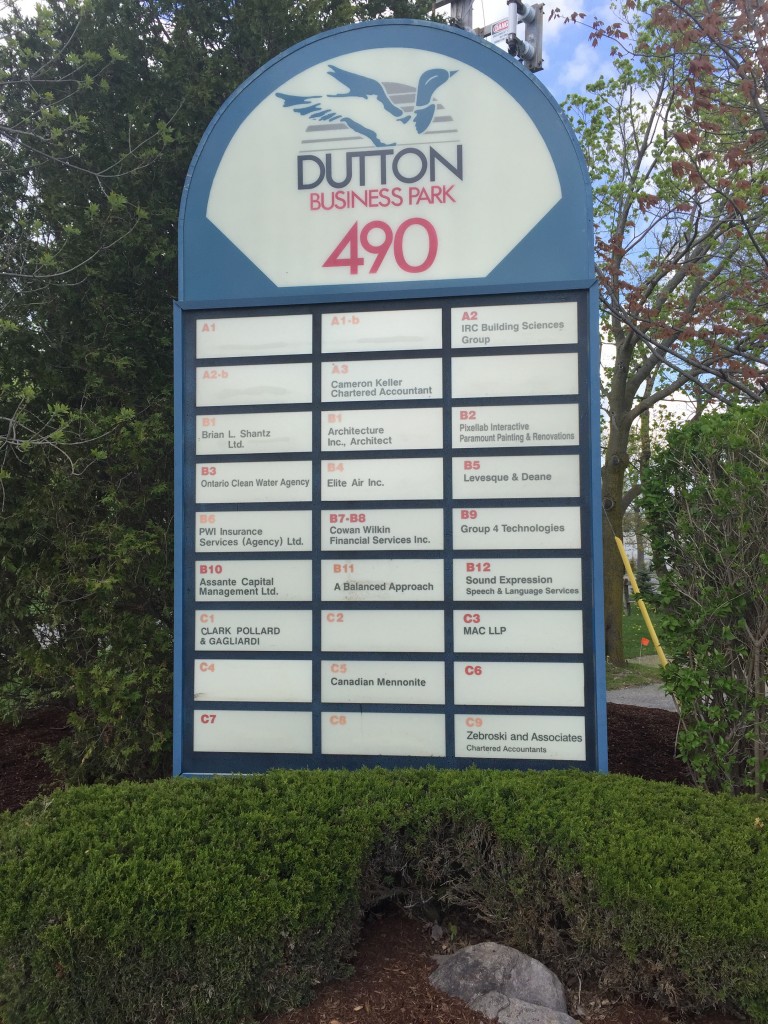 DUTTON
BUSINESS PARK
490
A1
A1-b
A2
IRC Building Sciences
Group
A2-b
A3
Cameron Keller
Chartered Accountant
B1
Brian L. Shantz
Ltd.
B1
Architecture
Inc., Architect
B2
Pixellab Interactive
Paramount Painting & Renovations
B3
Ontario Clean Water Agency
B4
Elite Air Inc.
B5
Levesque & Deane
B6
PWI Insurance
Services (Agency) Ltd.
B7-B8
Cowan Wilkin
Financial Services Inc.
B9
Group 4 Technologies
B10
Assante Capital
Management Ltd.
B11
A Balanced Approach
B12
Sound Expression
Speech & Language Services
C1
CLARK POLLARD
& GAGLIARDI
C2
C3
MAC LLP
C4
C5
Canadian Mennonite
C6
C7
C8
C9
Zebroski and Associates
Chartered Accountants